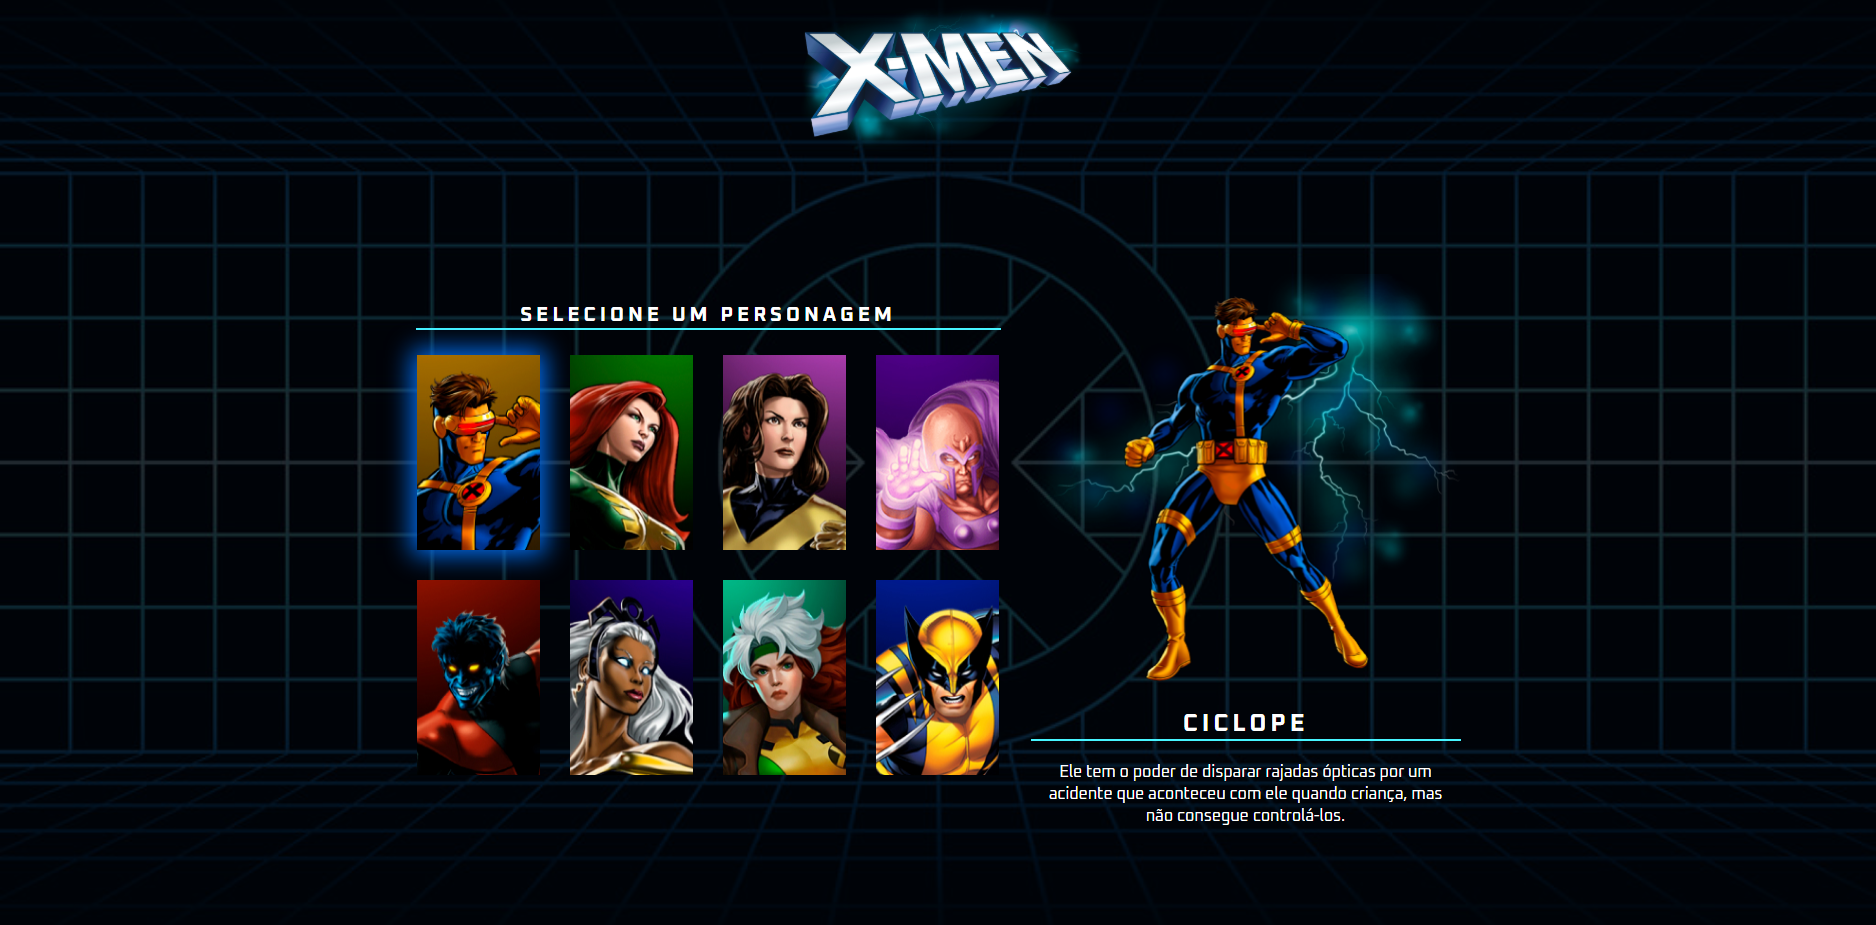 X-MEN
SELECIONE UM PERSONAGEM
CICLOPE
Ele tem o poder de disparar rajadas ópticas por um
acidente que aconteceu com ele quando criança, mas
não consegue controlá-los.